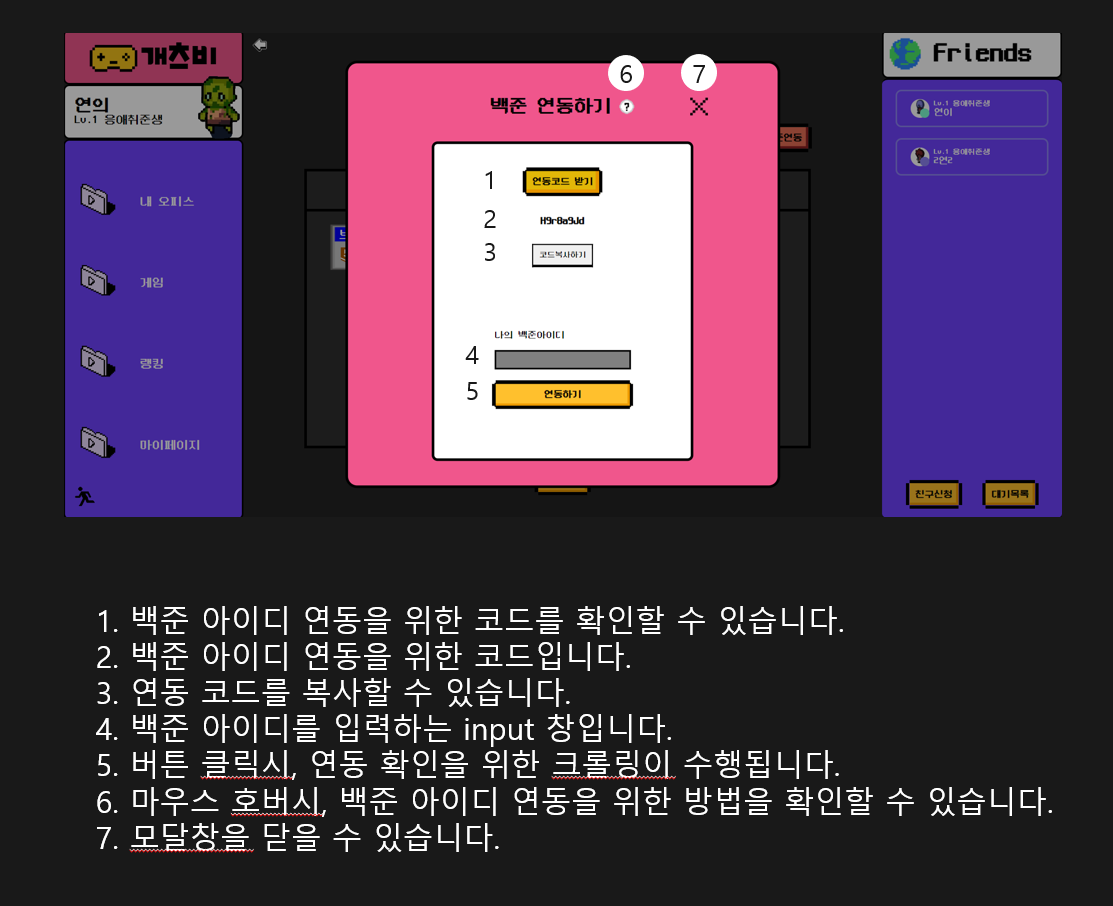 개츠비
연의
Lv.1 응애취준생
내 오피스
게임
랭킹
마이페이지
백준 연동하기 ?
6
7
1 연동코드 받기
2 H9r8a9Jd
3 코드복사하기
나의 백준아이디
4
5 연동하기
연동
Friends
Lv.1 응애취준생
연이
Lv.1 응애취준생
2연2
친구신청
대기목록
1. 백준 아이디 연동을 위한 코드를 확인할 수 있습니다.
2. 백준 아이디 연동을 위한 코드입니다.
3. 연동 코드를 복사할 수 있습니다.
4. 백준 아이디를 입력하는 input 창입니다.
5. 버튼 클릭시, 연동 확인을 위한 크롤링이 수행됩니다.
6. 마우스 호버시, 백준 아이디 연동을 위한 방법을 확인할 수 있습니다.
7. 모달창을 닫을 수 있습니다.